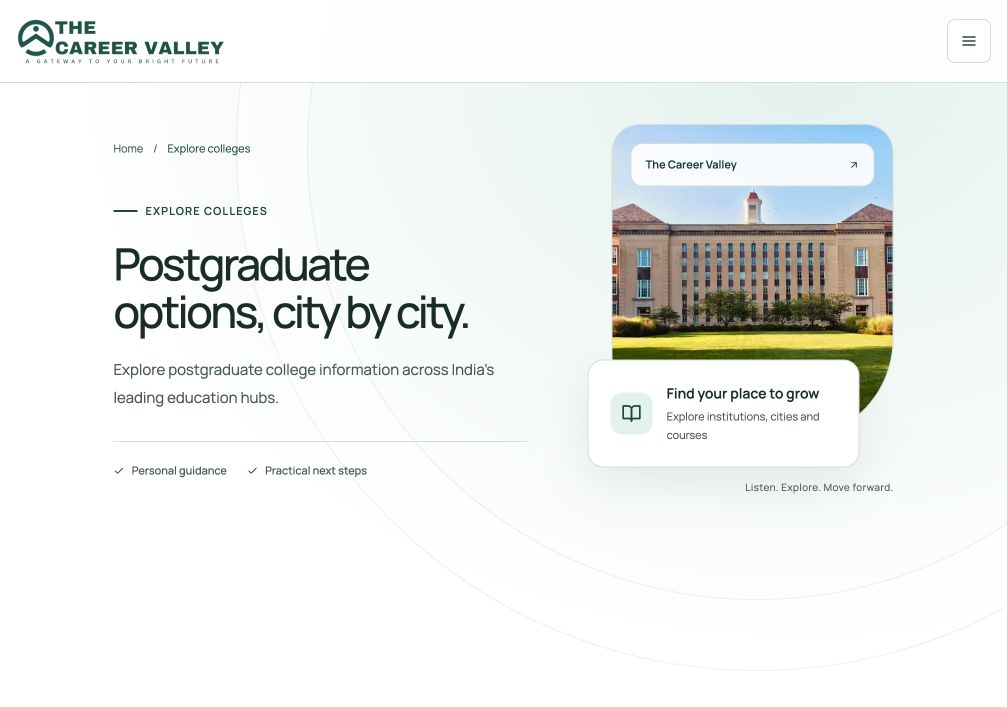 THE
CAREER VALLEY
A GATEWAY TO YOUR BRIGHT FUTURE
Home / Explore colleges
EXPLORE COLLEGES
Postgraduate
options, city by city.
Explore postgraduate college information across India's
leading education hubs.
Personal guidance
Practical next steps
The Career Valley
Find your place to grow
Explore institutions, cities and
courses
Listen. Explore. Move forward.